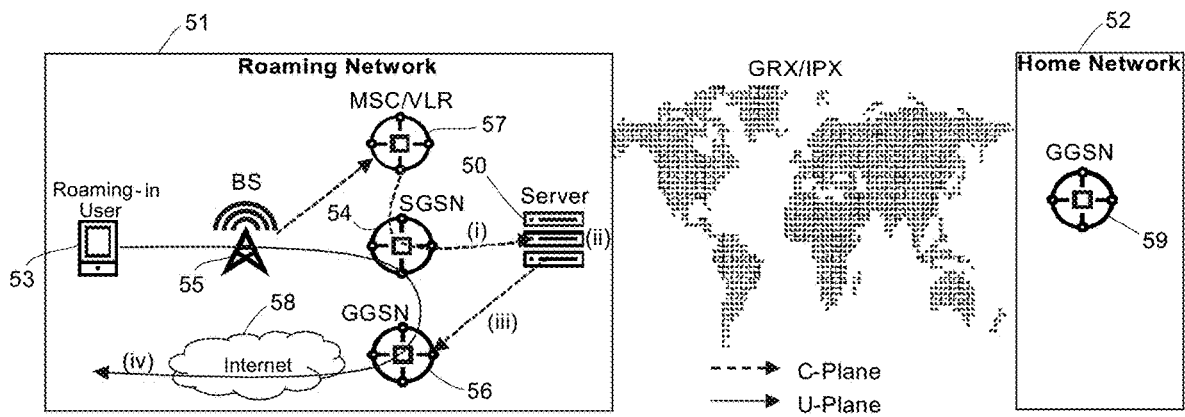 51
52
Roaming Network
GRX/IPX
Home Network
MSC/VLR
57
50
Server
GGSN
Roaming-in
User
BS
54
SGSN
(i)
(ii)
59
53
55
58
GGSN
(iii)
(iv)
Internet
56
C-Plane
U-Plane